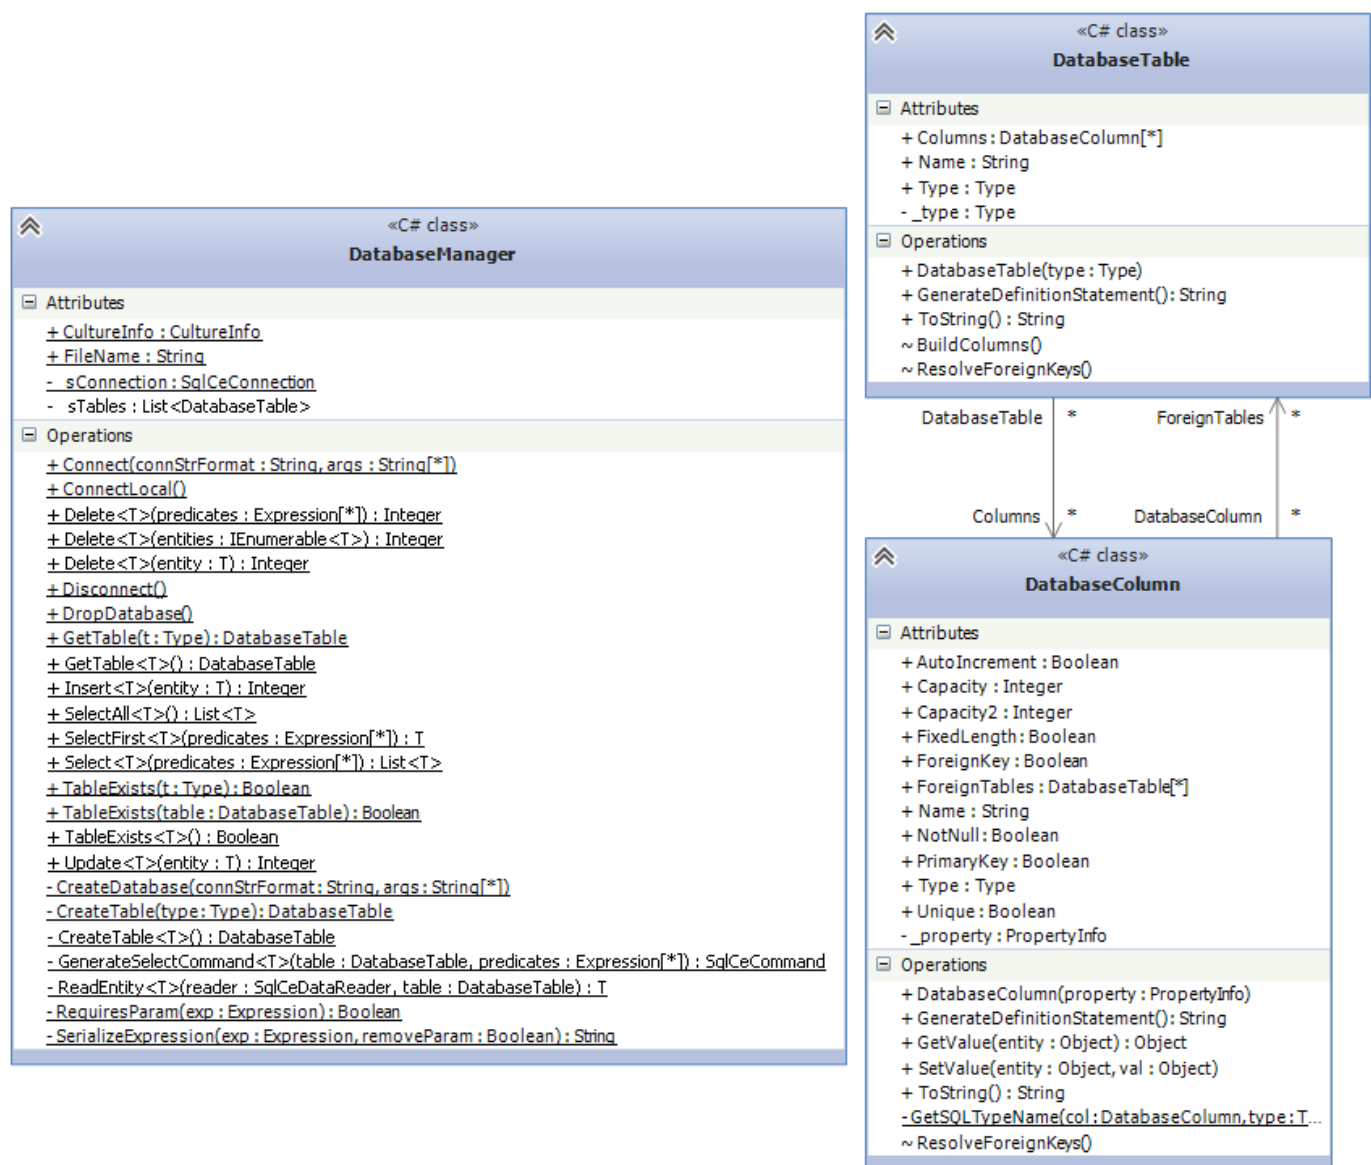 «C# class»
DatabaseTable
Attributes
+ Columns : DatabaseColumn[*]
+ Name : String
+ Type : Type
- _type : Type
Operations
+ DatabaseTable(type : Type)
+ GenerateDefinitionStatement() : String
+ ToString() : String
~ BuildColumns()
~ ResolveForeignKeys()
«C# class»
DatabaseManager
Attributes
+ CultureInfo : CultureInfo
+ FileName : String
- _sConnection : SqlCeConnection
- _sTables : List<DatabaseTable>
Operations
+ Connect(connStrFormat : String, args : String[*])
+ ConnectLocal()
+ Delete<T>(predicates : Expression[*]) : Integer
+ Delete<T>(entities : IEnumerable<T>) : Integer
+ Delete<T>(entity : T) : Integer
+ Disconnect()
+ DropDatabase()
+ GetTable(t : Type) : DatabaseTable
+ GetTable<T>() : DatabaseTable
+ Insert<T>(entity : T) : Integer
+ SelectAll<T>() : List<T>
+ SelectFirst<T>(predicates : Expression[*]) : T
+ Select<T>(predicates : Expression[*]) : List<T>
+ TableExists(t : Type) : Boolean
+ TableExists(table : DatabaseTable) : Boolean
+ TableExists<T>() : Boolean
+ Update<T>(entity : T) : Integer
- CreateDatabase(connStrFormat : String, args : String[*])
- CreateTable(type : Type) : DatabaseTable
- CreateTable<T>() : DatabaseTable
- GenerateSelectCommand<T>(table : DatabaseTable, predicates : Expression[*]) : SqlCeCommand
- ReadEntity<T>(reader : SqlCeDataReader, table : DatabaseTable) : T
- RequiresParam(exp : Expression) : Boolean
- SerializeExpression(exp : Expression, removeParam : Boolean) : String
DatabaseTable * ForeignTables *
Columns * DatabaseColumn *
«C# class»
DatabaseColumn
Attributes
+ AutoIncrement : Boolean
+ Capacity : Integer
+ Capacity2 : Integer
+ FixedLength : Boolean
+ ForeignKey : Boolean
+ ForeignTables : DatabaseTable[*]
+ Name : String
+ NotNull : Boolean
+ PrimaryKey : Boolean
+ Type : Type
+ Unique : Boolean
- _property : PropertyInfo
Operations
+ DatabaseColumn(property : PropertyInfo)
+ GenerateDefinitionStatement() : String
+ GetValue(entity : Object) : Object
+ SetValue(entity : Object, val : Object)
+ ToString() : String
- GetSQLTypeName(col : DatabaseColumn, type : T...
~ ResolveForeignKeys()